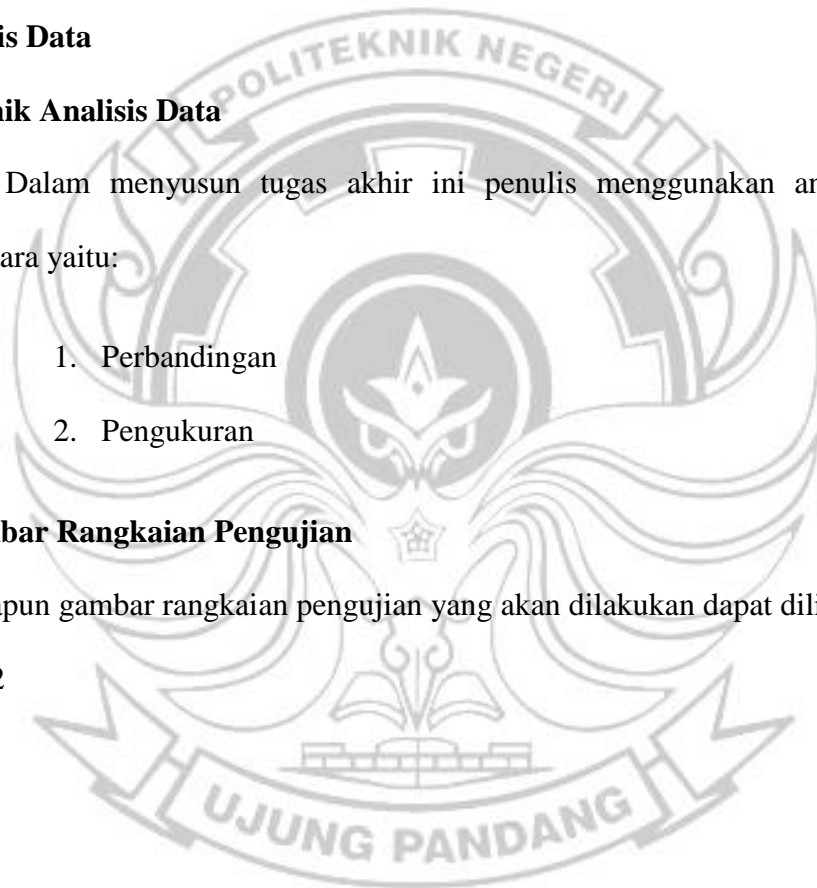 is Data
POLITEKNIK NEGERI
nik Analisis Data
Dalam menyusun tugas akhir ini penulis menggunakan an
ara yaitu:
1. Perbandingan
2. Pengukuran
bar Rangkaian Pengujian
pun gambar rangkaian pengujian yang akan dilakukan dapat dili
2
UJUNG PANDANG